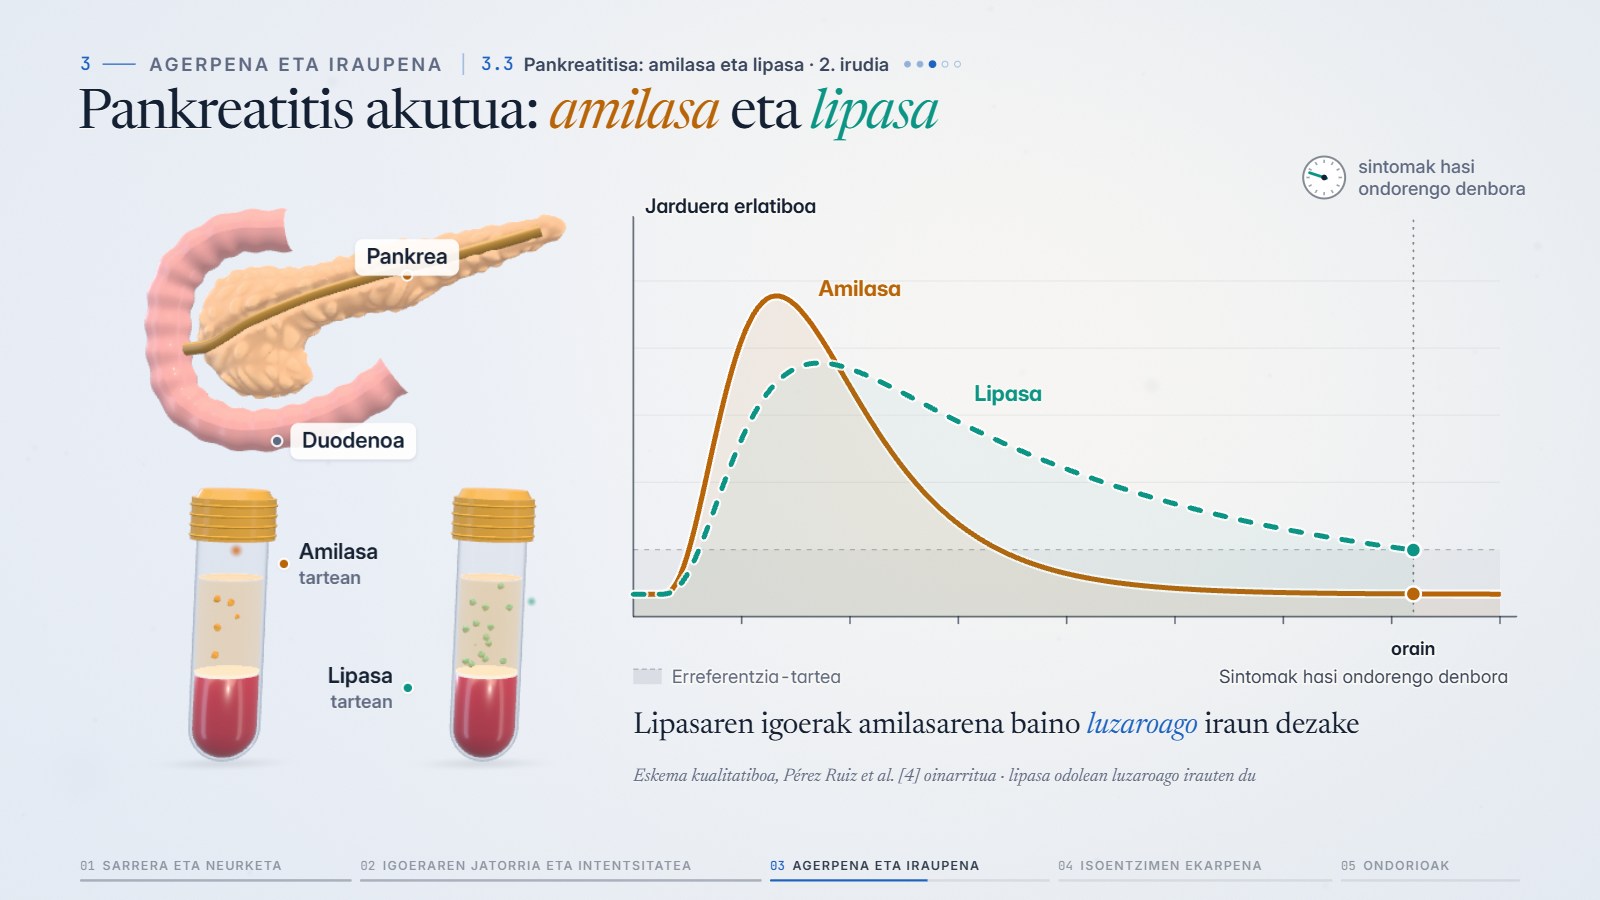 3 — AGERPENA ETA IRAUPENA | 3.3 Pankreatitisa: amilasa eta lipasa · 2. irudia
Pankreatitis akutua: amilasa eta lipasa
sintomak hasi
ondorengo denbora
Jarduera erlatiboa
Pankrea
Amilasa
Lipasa
Duodenoa
Amilasa
tartean
Lipasa
tartean
orain
Erreferentzia-tartea
Sintomak hasi ondorengo denbora
Lipasaren igoerak amilasarena baino luzaroago iraun dezake
Eskema kualitatiboa, Pérez Ruiz et al. [4] oinarritua · lipasa odolean luzaroago irauten du
01 SARRERA ETA NEURKETA
02 IGOERAREN JATORRIA ETA INTENTSITATEA
03 AGERPENA ETA IRAUPENA
04 ISOENTZIMEN EKARPENA
05 ONDORIOAK